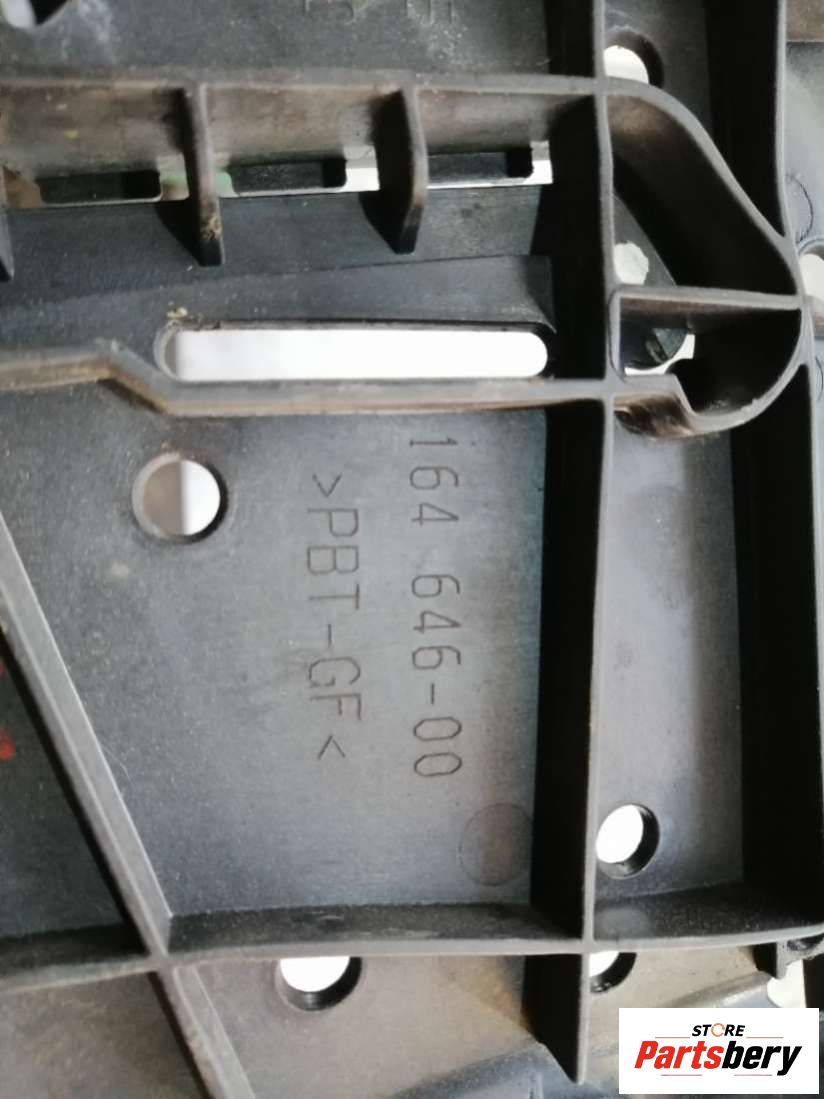 164 646-00
>PBT-GF<
STORE
Partsbery